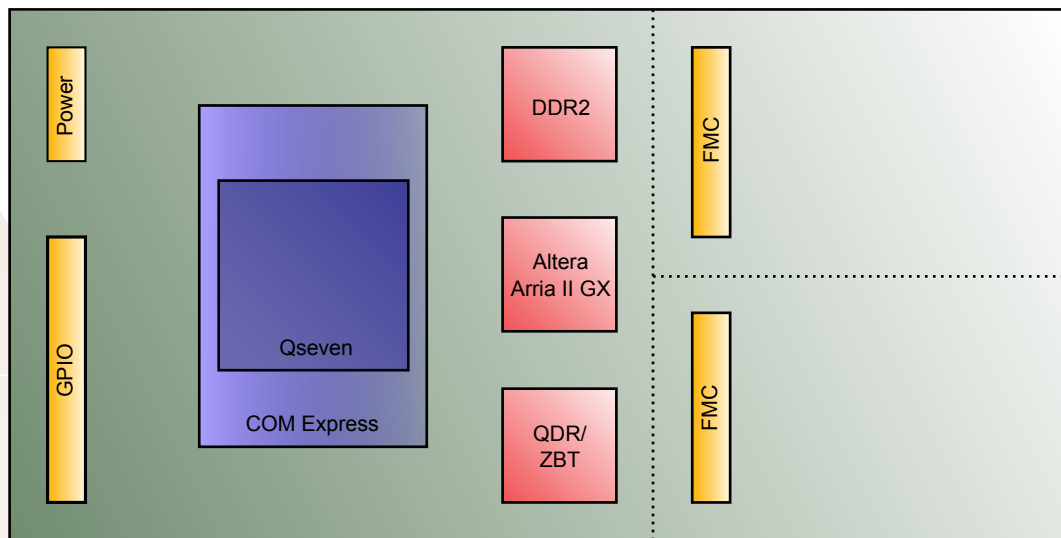 Power
GPIO
Qseven
COM Express
DDR2
Altera
Arria II GX
QDR/
ZBT
FMC
FMC